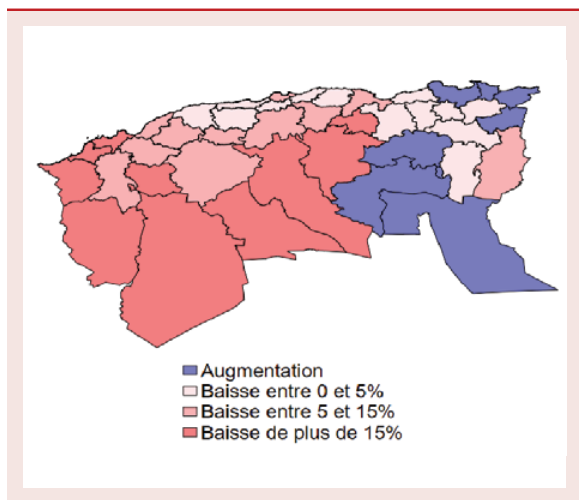 Augmentation
Baisse entre 0 et 5%
Baisse entre 5 et 15%
Baisse de plus de 15%